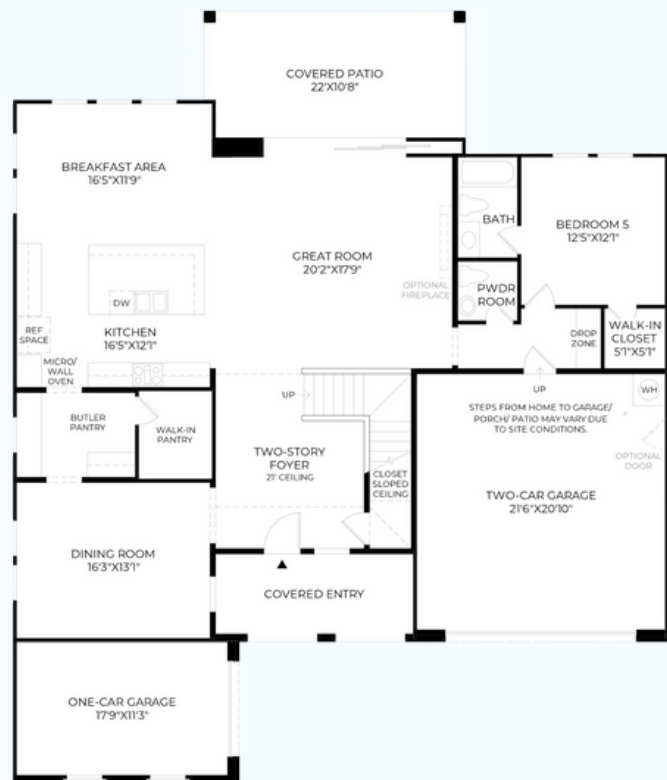 COVERED PATIO
22'X10'8"
BREAKFAST AREA
16'5"X11'9"
BATH
BEDROOM 5
12'5"X12'1"
GREAT ROOM
20'2"X17'9"
OPTIONAL
FIREPLACE
PWDR
ROOM
DW
REF
SPACE
KITCHEN
16'5"X12'1"
DROP
ZONE
WALK-IN
CLOSET
5'1"X5'1"
MICRO/
WALL
OVEN
UP
UP
WH
STEPS FROM HOME TO GARAGE/
PORCH/ PATIO MAY VARY DUE
TO SITE CONDITIONS.
BUTLER
PANTRY
WALK-IN
PANTRY
TWO-STORY
FOYER
21' CEILING
CLOSET
SLOPED
CEILING
OPTIONAL
DOOR
TWO-CAR GARAGE
21'6"X20'10"
DINING ROOM
16'3"X13'1"
COVERED ENTRY
ONE-CAR GARAGE
17'9"X11'3"